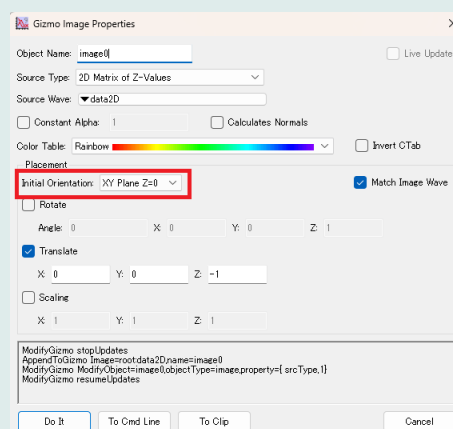 Gizmo Image Properties
Object Name: image0
Live Update
Source Type: 2D Matrix of Z-Values
Source Wave: data2D
Constant Alpha: 1
Calculates Normals
Color Table: Rainbow
Invert CTab
Placement
Initial Orientation: XY Plane Z=0
Match Image Wave
Rotate
Angle: 0 X: 0 Y: 0 Z: 1
Translate
X: 0 Y: 0 Z: -1
Scaling
X: 1 Y: 1 Z: 1
ModifyGizmo stopUpdates
AppendToGizmo Image=root:data2D,name=image0
ModifyGizmo ModifyObject=image0,objectType=image,property={ srcType,1}
ModifyGizmo resumeUpdates
Do It To Cmd Line To Clip Cancel